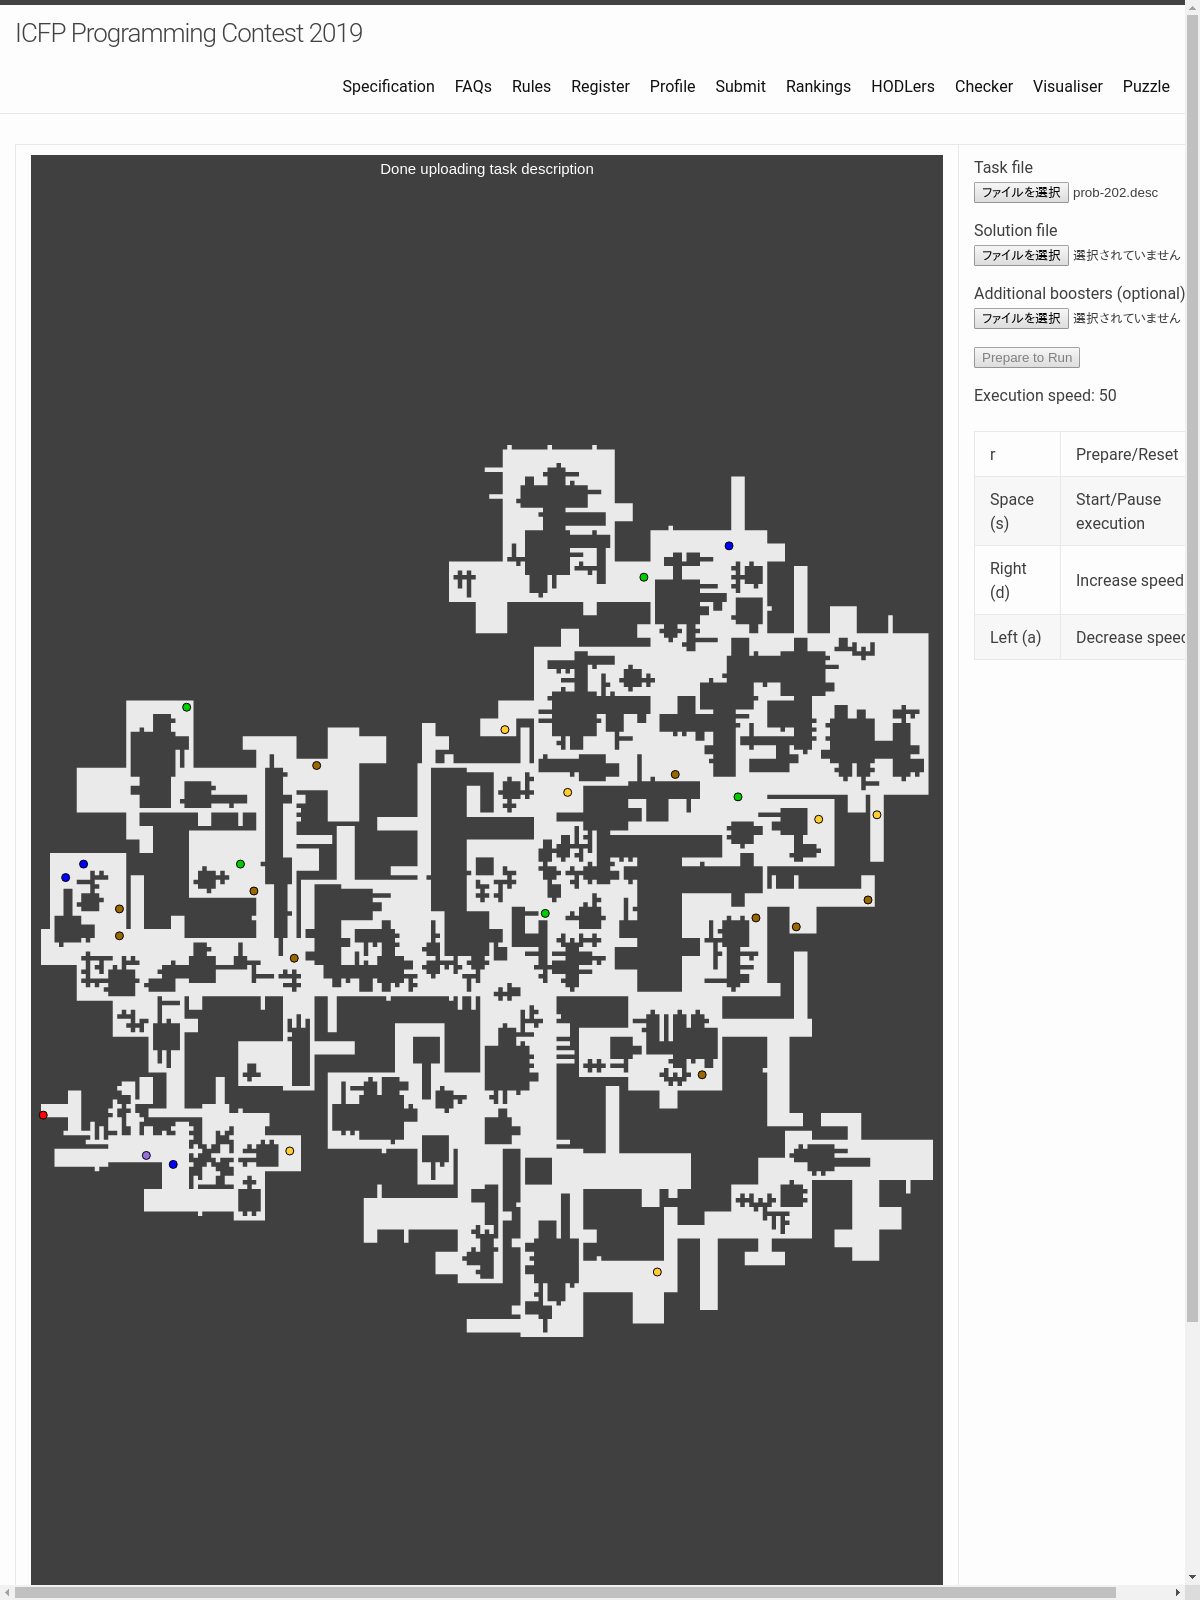 ICFP Programming Contest 2019
Specification FAQs Rules Register Profile Submit Rankings HODLers Checker Visualiser Puzzle
Done uploading task description
Task file
ファイルを選択 prob-202.desc
Solution file
ファイルを選択 選択されていません
Additional boosters (optional)
ファイルを選択 選択されていません
Prepare to Run
Execution speed: 50
r Prepare/Reset
Space Start/Pause
(s) execution
Right Increase speed
(d)
Left (a) Decrease speed